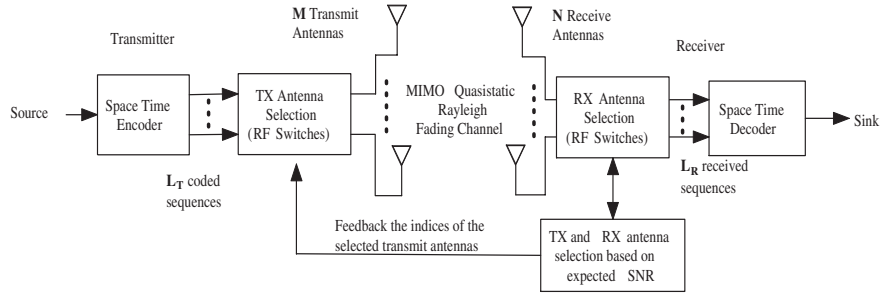 M Transmit
Antennas
N Receive
Antennas
Transmitter
Receiver
Source
Space Time
Encoder
TX Antenna
Selection
(RF Switches)
MIMO Quasistatic
Rayleigh
Fading Channel
RX Antenna
Selection
(RF Switches)
Space Time
Decoder
Sink
LT coded
sequences
LR received
sequences
Feedback the indices of the
selected transmit antennas
TX and RX antenna
selection based on
expected SNR